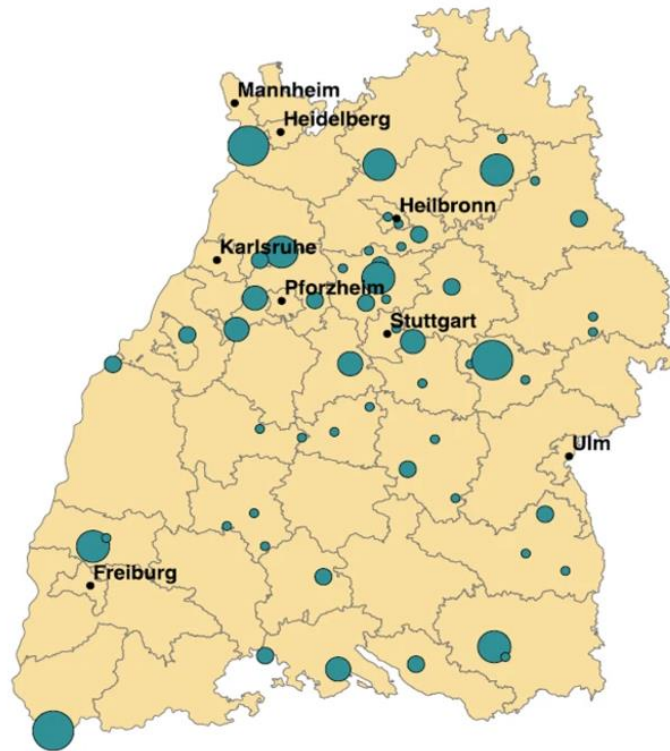 Mannheim
Heidelberg
Heilbronn
Karlsruhe
Pforzheim
Stuttgart
Ulm
Freiburg